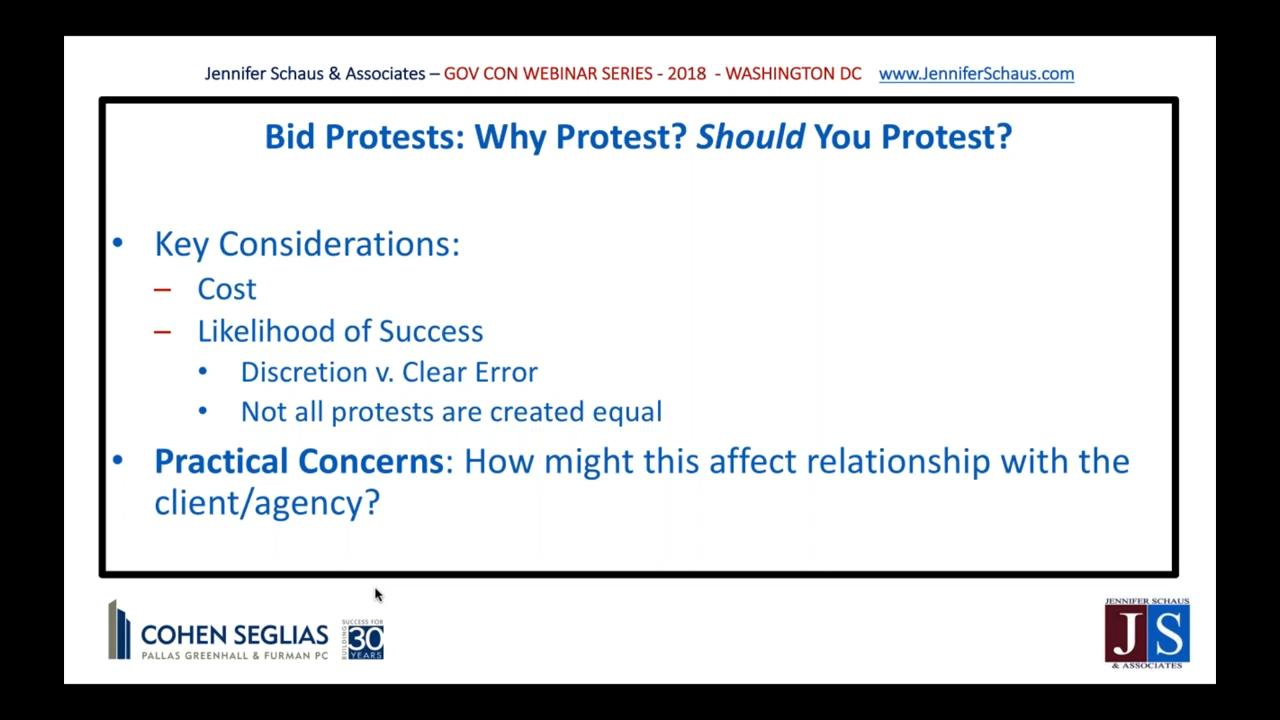 Jennifer Schaus & Associates – GOV CON WEBINAR SERIES - 2018 - WASHINGTON DC www.JenniferSchaus.com
Bid Protests: Why Protest? Should You Protest?
• Key Considerations:
– Cost
– Likelihood of Success
• Discretion v. Clear Error
• Not all protests are created equal
• Practical Concerns: How might this affect relationship with the
client/agency?
COHEN SEGLIAS
PALLAS GREENHALL & FURMAN PC
BUILDING
SUCCESS FOR
30
YEARS
JENNIFER SCHAUS
JS
& ASSOCIATES